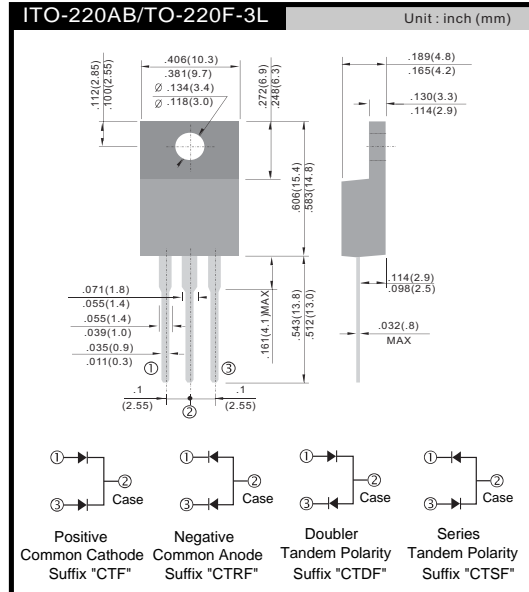 ITO-220AB/TO-220F-3L
Unit : inch (mm)
.406(10.3)
.381(9.7)
Ø .134(3.4)
Ø .118(3.0)
.112(2.85)
.100(2.55)
.272(6.9)
.248(6.3)
.189(4.8)
.165(4.2)
.130(3.3)
.114(2.9)
.606(15.4)
.583(14.8)
.071(1.8)
.055(1.4)
.055(1.4)
.039(1.0)
.035(0.9)
.011(0.3)
.161(4.1)MAX
.543(13.8)
.512(13.0)
.114(2.9)
.098(2.5)
.032(.8)
MAX
① ③
.1 .1
(2.55) ② (2.55)
① ① ① ①
② ② ② ②
③ Case ③ Case ③ Case ③ Case
Positive Negative Doubler Series
Common Cathode Common Anode Tandem Polarity Tandem Polarity
Suffix "CTF" Suffix "CTRF" Suffix "CTDF" Suffix "CTSF"